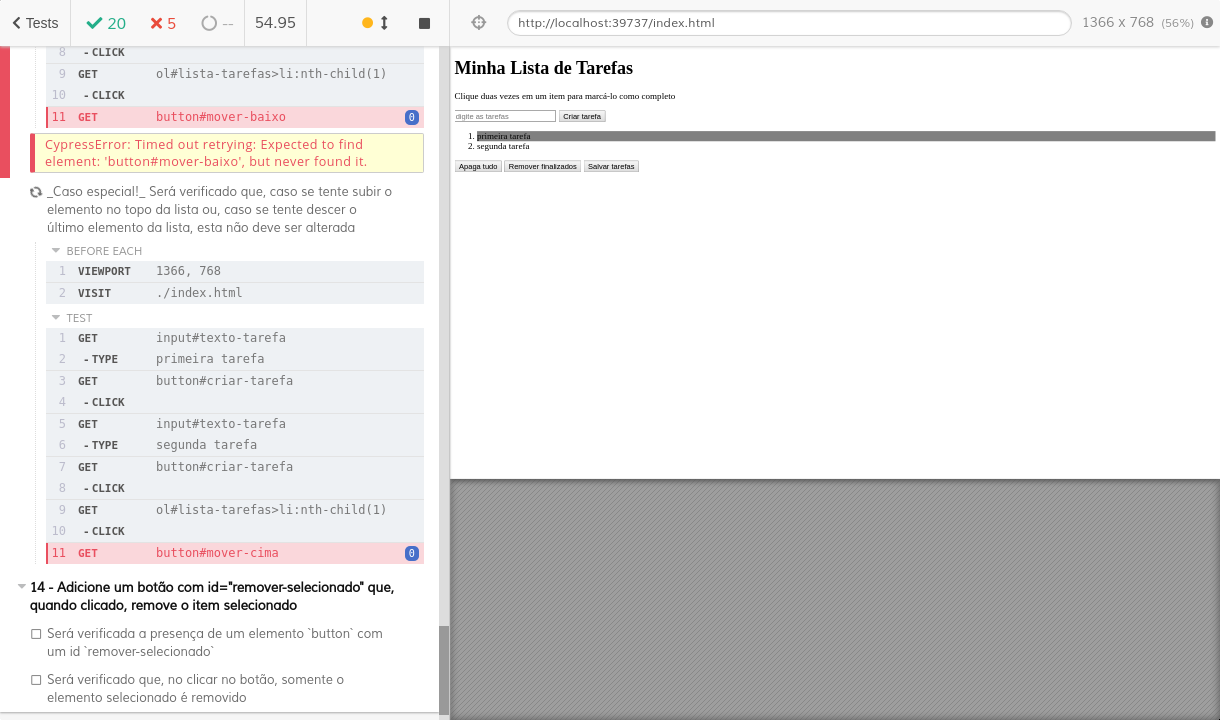 Tests
20
5
--
54.95
8 - CLICK
9 GET ol#lista-tarefas>li:nth-child(1)
10 - CLICK
11 GET button#mover-baixo 0
CypressError: Timed out retrying: Expected to find
element: 'button#mover-baixo', but never found it.
_Caso especial!_ Será verificado que, caso se tente subir o
elemento no topo da lista ou, caso se tente descer o
último elemento da lista, esta não deve ser alterada
BEFORE EACH
1 VIEWPORT 1366, 768
2 VISIT ./index.html
TEST
1 GET input#texto-tarefa
2 - TYPE primeira tarefa
3 GET button#criar-tarefa
4 - CLICK
5 GET input#texto-tarefa
6 - TYPE segunda tarefa
7 GET button#criar-tarefa
8 - CLICK
9 GET ol#lista-tarefas>li:nth-child(1)
10 - CLICK
11 GET button#mover-cima 0
14 - Adicione um botão com id="remover-selecionado" que,
quando clicado, remove o item selecionado
Será verificada a presença de um elemento `button` com
um id `remover-selecionado`
Será verificado que, no clicar no botão, somente o
elemento selecionado é removido
http://localhost:39737/index.html
1366 x 768 (56%)
Minha Lista de Tarefas
Clique duas vezes em um item para marcá-lo como completo
digite as tarefas Criar tarefa
1. primeira tarefa
2. segunda tarefa
Apaga tudo Remover finalizados Salvar tarefas